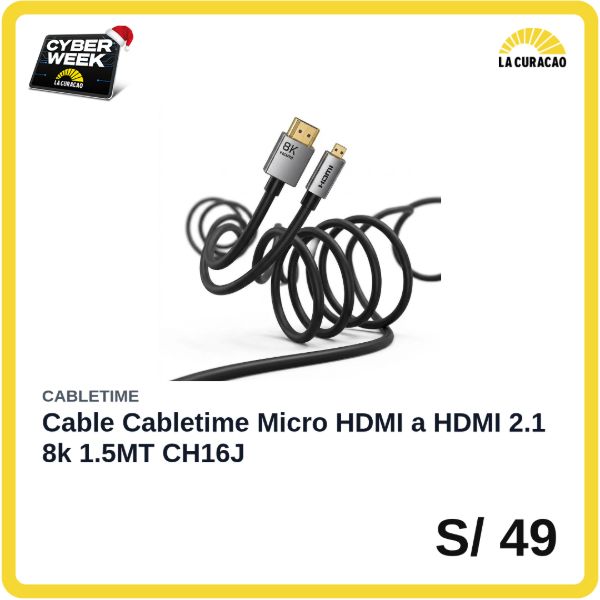 CYBER
WEEK
LA CURACAO
LA CURACAO
8K
HDMI
CABLETIME
Cable Cabletime Micro HDMI a HDMI 2.1
8k 1.5MT CH16J
S/ 49